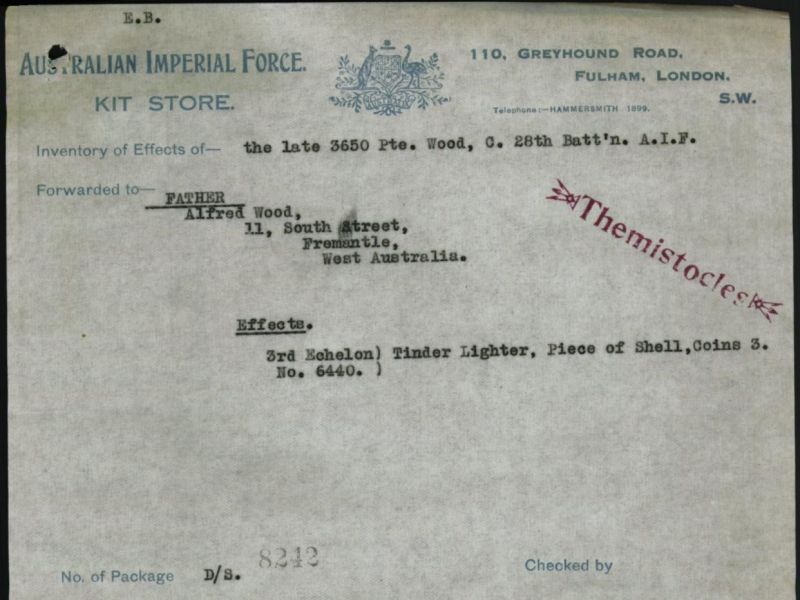 E.B.
AUSTRALIAN IMPERIAL FORCE.
KIT STORE.
110, GREYHOUND ROAD,
FULHAM, LONDON.
S.W.
Telephone:—HAMMERSMITH 1899.
Inventory of Effects of— the late 3650 Pte. Wood, C. 28th Batt'n. A.I.F.
Forwarded to— FATHER
Alfred Wood,
11, South Street,
Fremantle,
West Australia.
Themistocles
Effects.
3rd Echelon) Tinder Lighter, Piece of Shell,Coins 3.
No. 6440. )
No. of Package D/S. 8242
Checked by